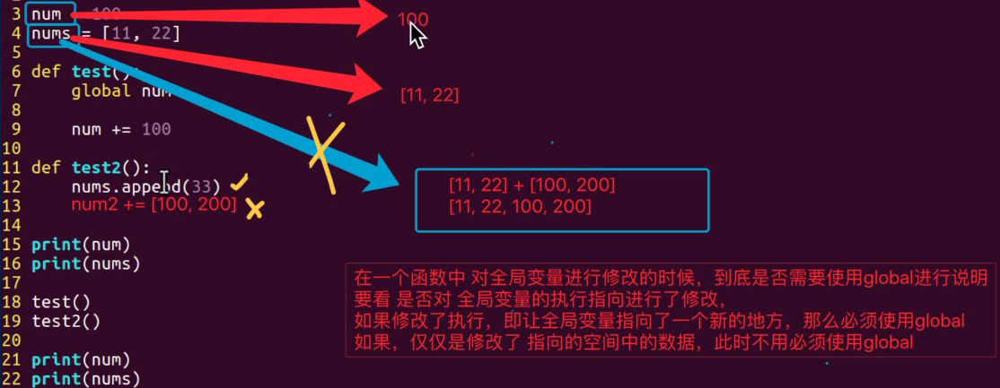 3 num = 100
100
4 nums = [11, 22]
5
6 def test():
7 global num
[11, 22]
8
9 num += 100
10
11 def test2():
12 nums.append(33)
13 num2 += [100, 200]
[11, 22] + [100, 200]
[11, 22, 100, 200]
14
15 print(num)
16 print(nums)
17
18 test()
19 test2()
20
21 print(num)
22 print(nums)
在一个函数中 对全局变量进行修改的时候，到底是否需要使用global进行说明
要看 是否对 全局变量的执行指向进行了修改，
如果修改了执行，即让全局变量指向了一个新的地方，那么必须使用global
如果，仅仅是修改了 指向的空间中的数据，此时不用必须使用global